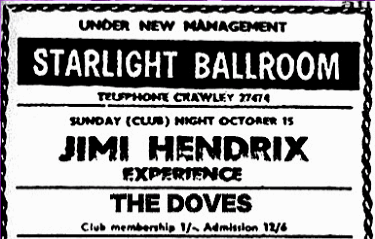 UNDER NEW MANAGEMENT
STARLIGHT BALLROOM
TELEPHONE CRAWLEY 27474
SUNDAY (CLUB) NIGHT OCTOBER 15
JIMI HENDRIX
EXPERIENCE
THE DOVES
Club membership 1/-. Admission 12/6